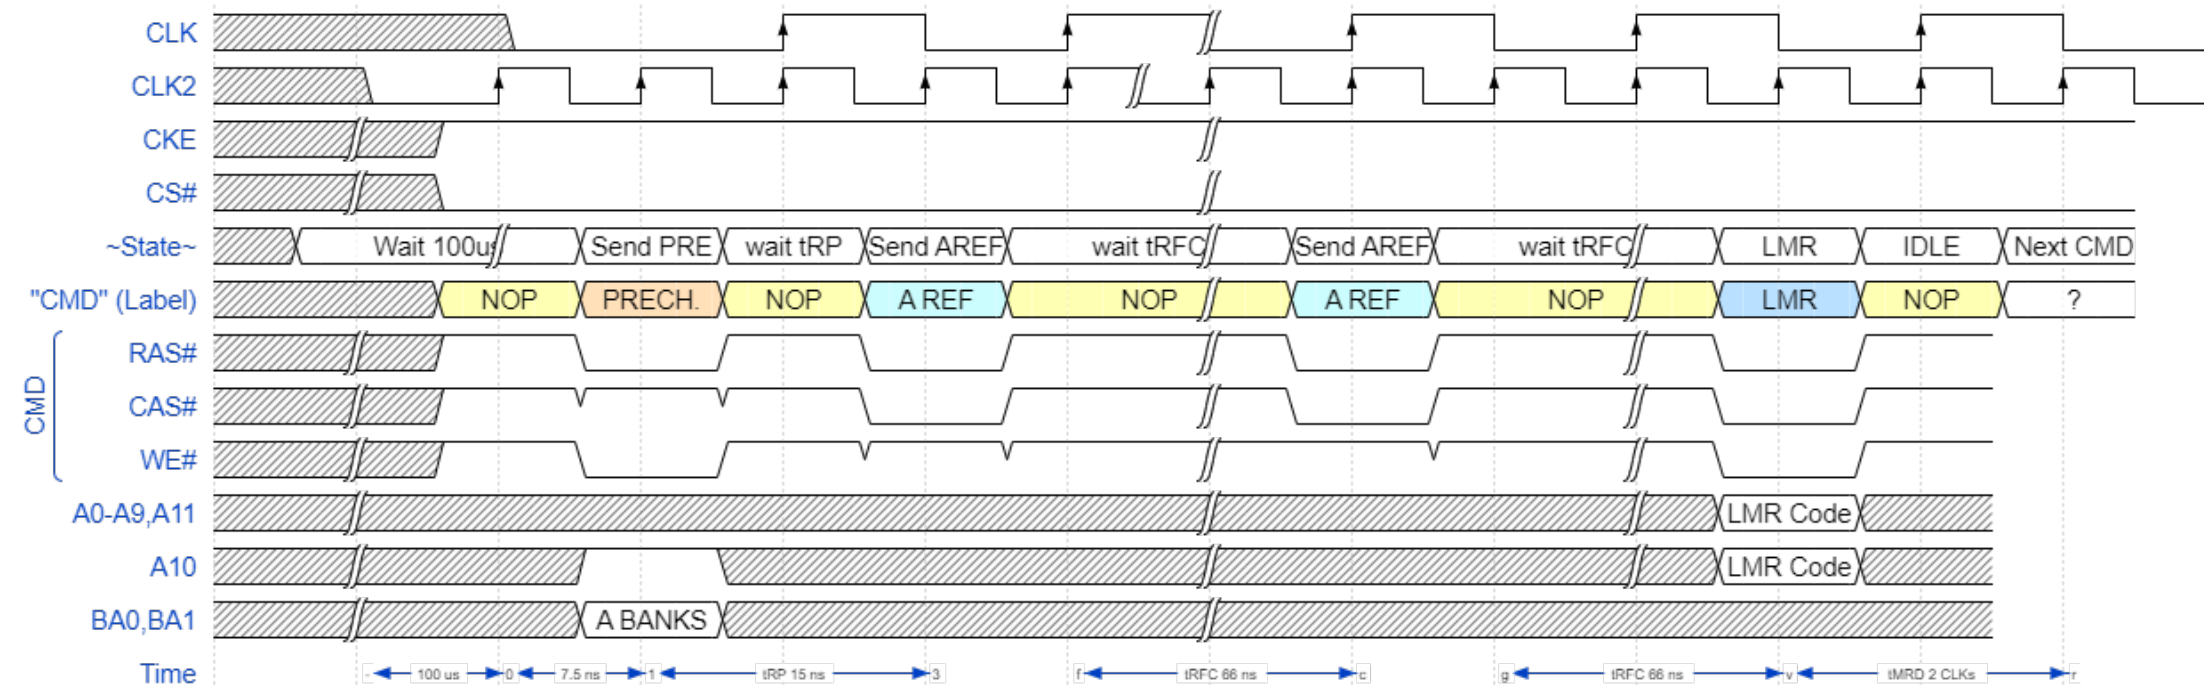 CLK
CLK2
CKE
CS#
~State~ Wait 100us Send PRE wait tRP Send AREF wait tRFC Send AREF wait tRFC LMR IDLE Next CMD
"CMD" (Label) NOP PRECH. NOP A REF NOP A REF NOP LMR NOP ?
CMD
RAS#
CAS#
WE#
A0-A9,A11 LMR Code
A10 LMR Code
BA0,BA1 A BANKS
Time - 100 us 0 7.5 ns 1 tRP 15 ns 3 f tRFC 66 ns c g tRFC 66 ns v tMRD 2 CLKs r